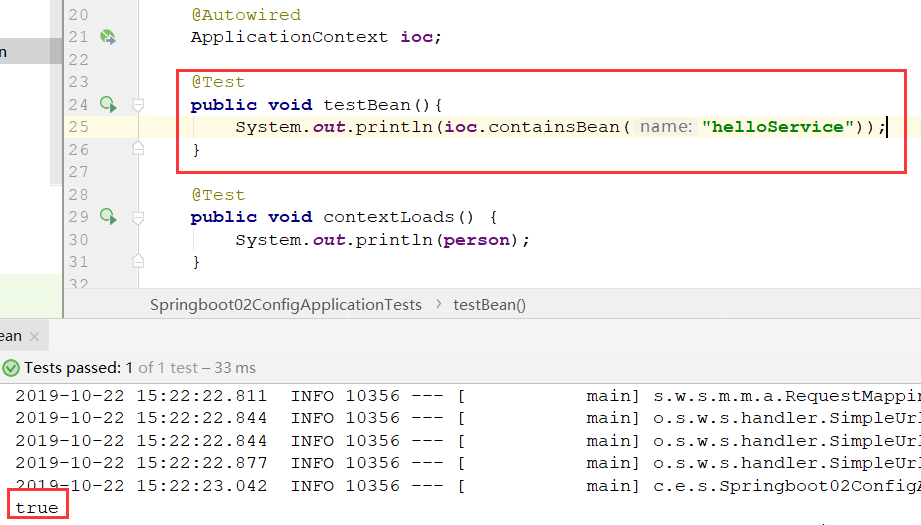 20 @Autowired
21 ApplicationContext ioc;
22
23 @Test
n
24 public void testBean(){
25 System.out.println(ioc.containsBean( name: "helloService"));
26 }
27
28 @Test
29 public void contextLoads() {
30 System.out.println(person);
31 }
32
Springboot02ConfigApplicationTests › testBean()
ean ×
Tests passed: 1 of 1 test – 33 ms
2019-10-22 15:22:22.811 INFO 10356 --- [ main] s.w.s.m.m.a.RequestMappin
2019-10-22 15:22:22.844 INFO 10356 --- [ main] o.s.w.s.handler.SimpleUrl
2019-10-22 15:22:22.844 INFO 10356 --- [ main] o.s.w.s.handler.SimpleUrl
2019-10-22 15:22:22.877 INFO 10356 --- [ main] o.s.w.s.handler.SimpleUrl
2019-10-22 15:22:23.042 INFO 10356 --- [ main] c.e.s.Springboot02ConfigA
true